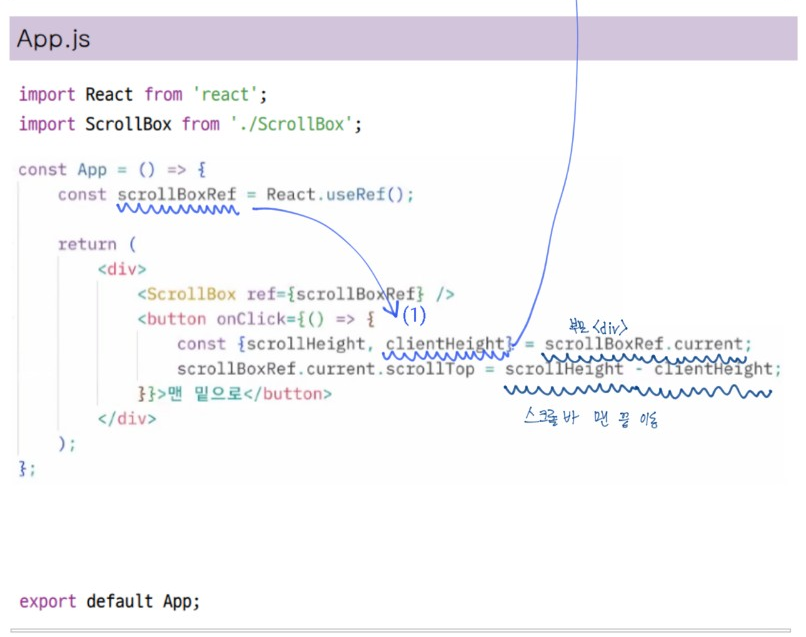 App.js
import React from 'react';
import ScrollBox from './ScrollBox';
const App = () => {
const scrollBoxRef = React.useRef();
return (
<div>
<ScrollBox ref={scrollBoxRef} />
<button onClick={() => {
(1)
부모 <div>
const {scrollHeight, clientHeight} = scrollBoxRef.current;
scrollBoxRef.current.scrollTop = scrollHeight - clientHeight;
}}>맨 밑으로</button>
스크롤 바 맨 끝 이동
</div>
);
};
export default App;